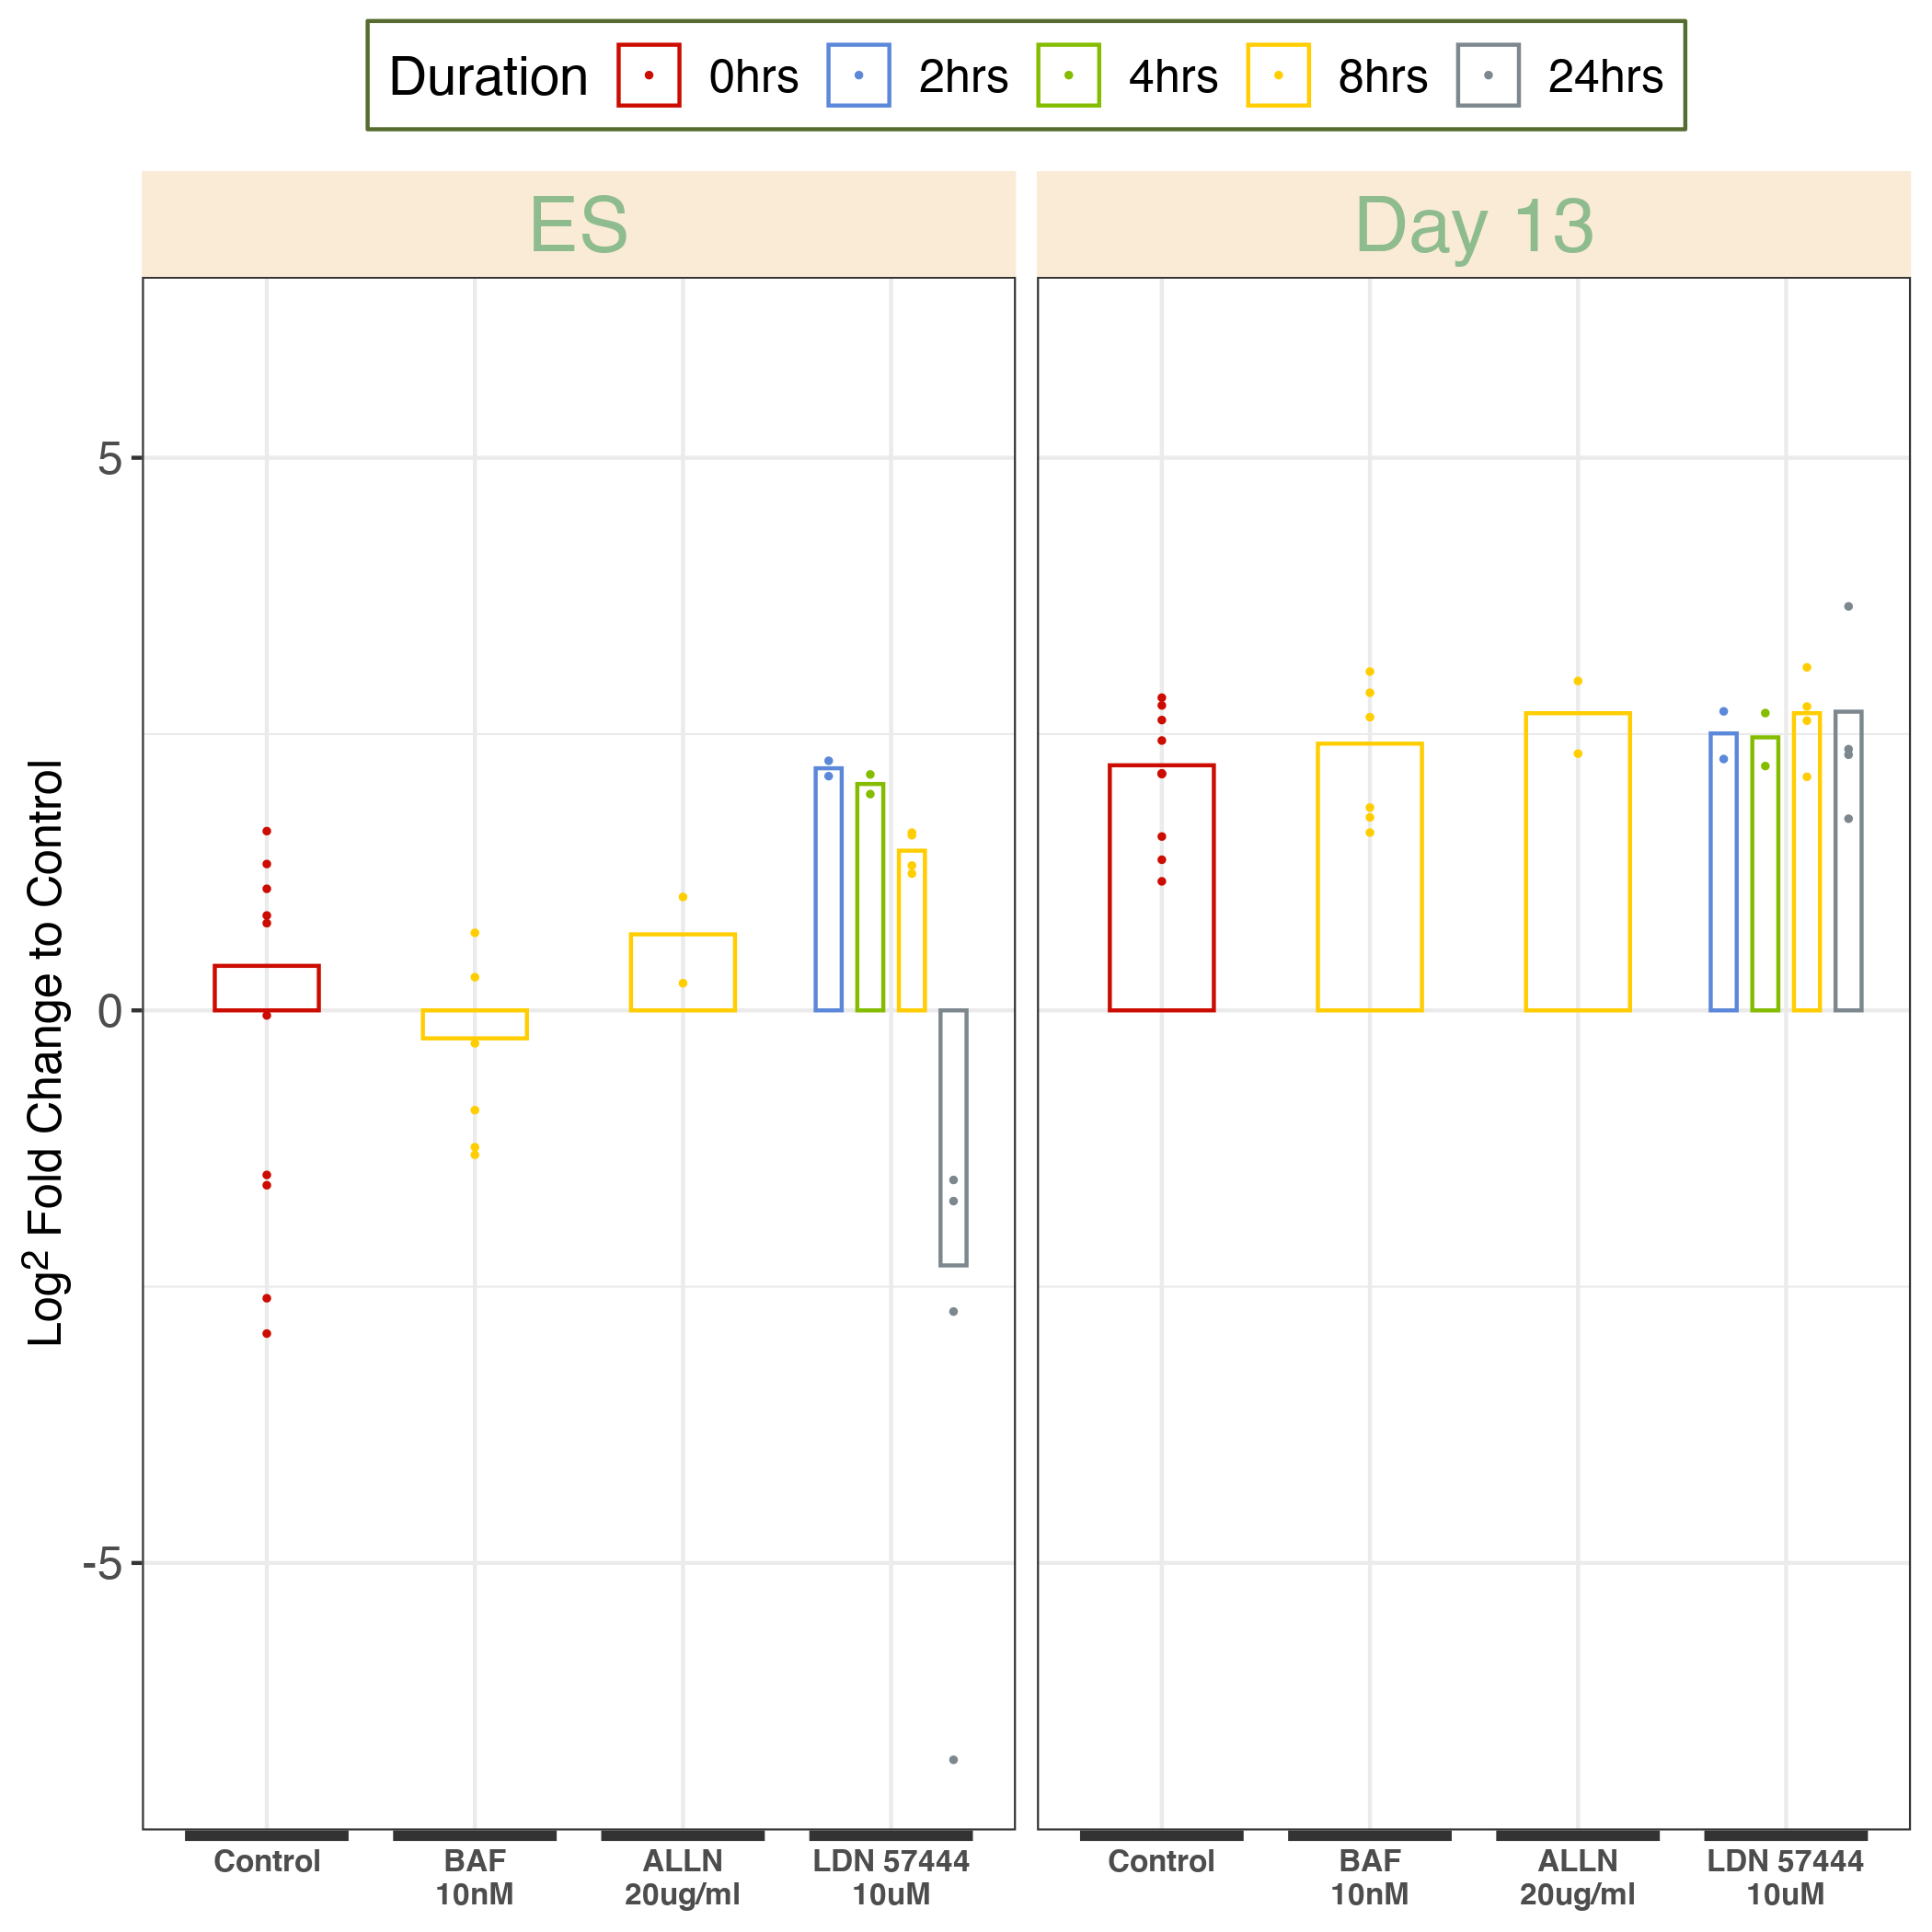 Duration 0hrs 2hrs 4hrs 8hrs 24hrs
ES
Day 13
Log2 Fold Change to Control
5
0
-5
Control
BAF
10nM
ALLN
20ug/ml
LDN 57444
10uM
Control
BAF
10nM
ALLN
20ug/ml
LDN 57444
10uM